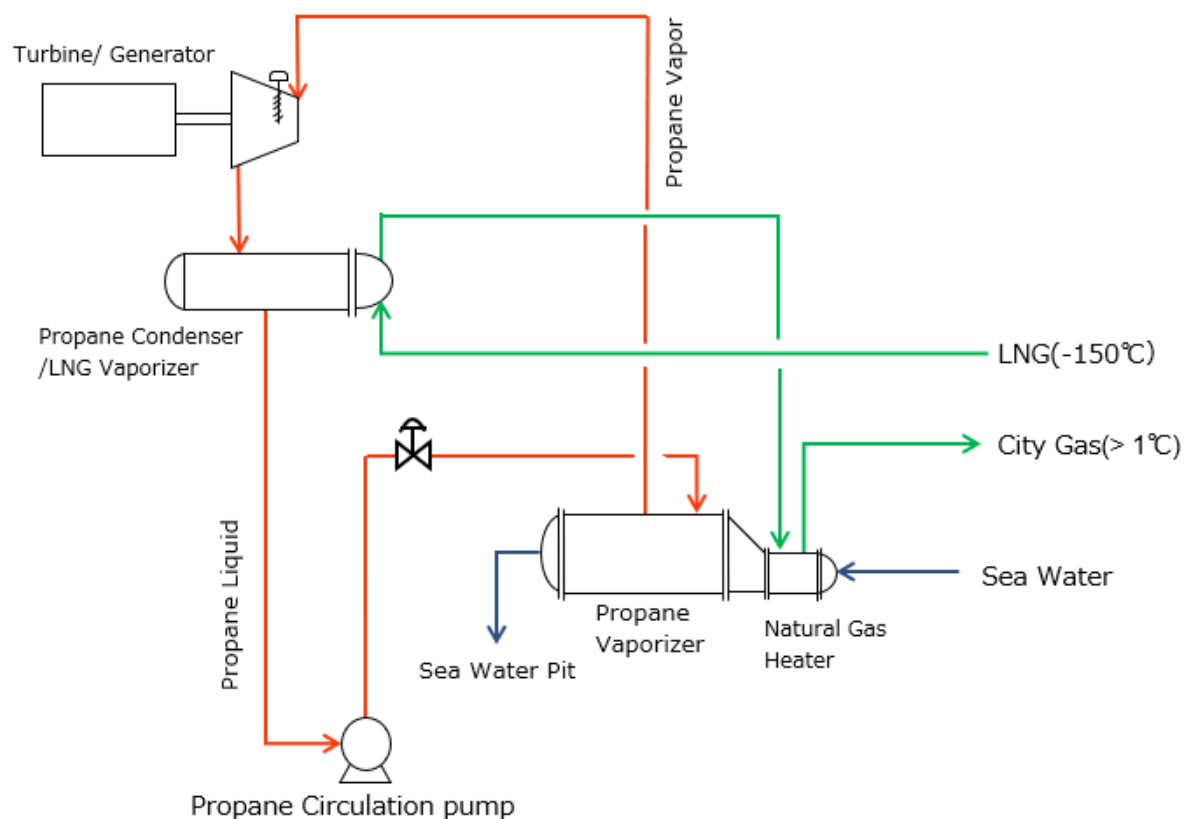 Turbine/ Generator
Propane Vapor
Propane Condenser
/LNG Vaporizer
LNG(-150℃)
City Gas(> 1℃)
Propane Liquid
Sea Water
Propane
Vaporizer
Natural Gas
Heater
Sea Water Pit
Propane Circulation pump